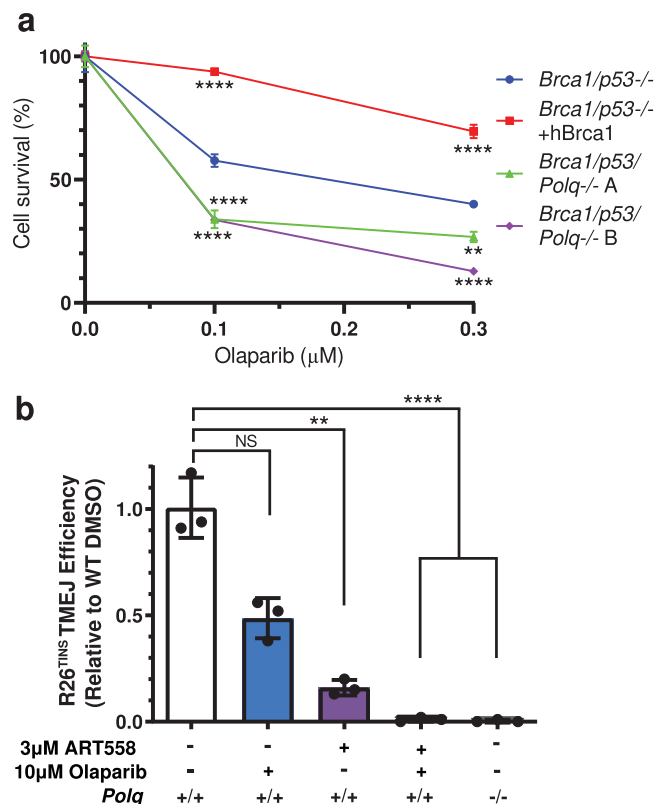 a
100
50
0
Cell survival (%)
0.0 0.1 0.2 0.3
Olaparib (μM)
****
****
****
****
**
****
Brca1/p53-/-
Brca1/p53-/-
+hBrca1
Brca1/p53/
Polq-/- A
Brca1/p53/
Polq-/- B
b
****
**
NS
R26TINS TMEJ Efficiency
(Relative to WT DMSO)
1.0
0.5
0.0
3μM ART558 - - + + -
10μM Olaparib - + - + -
Polq +/+ +/+ +/+ +/+ -/-